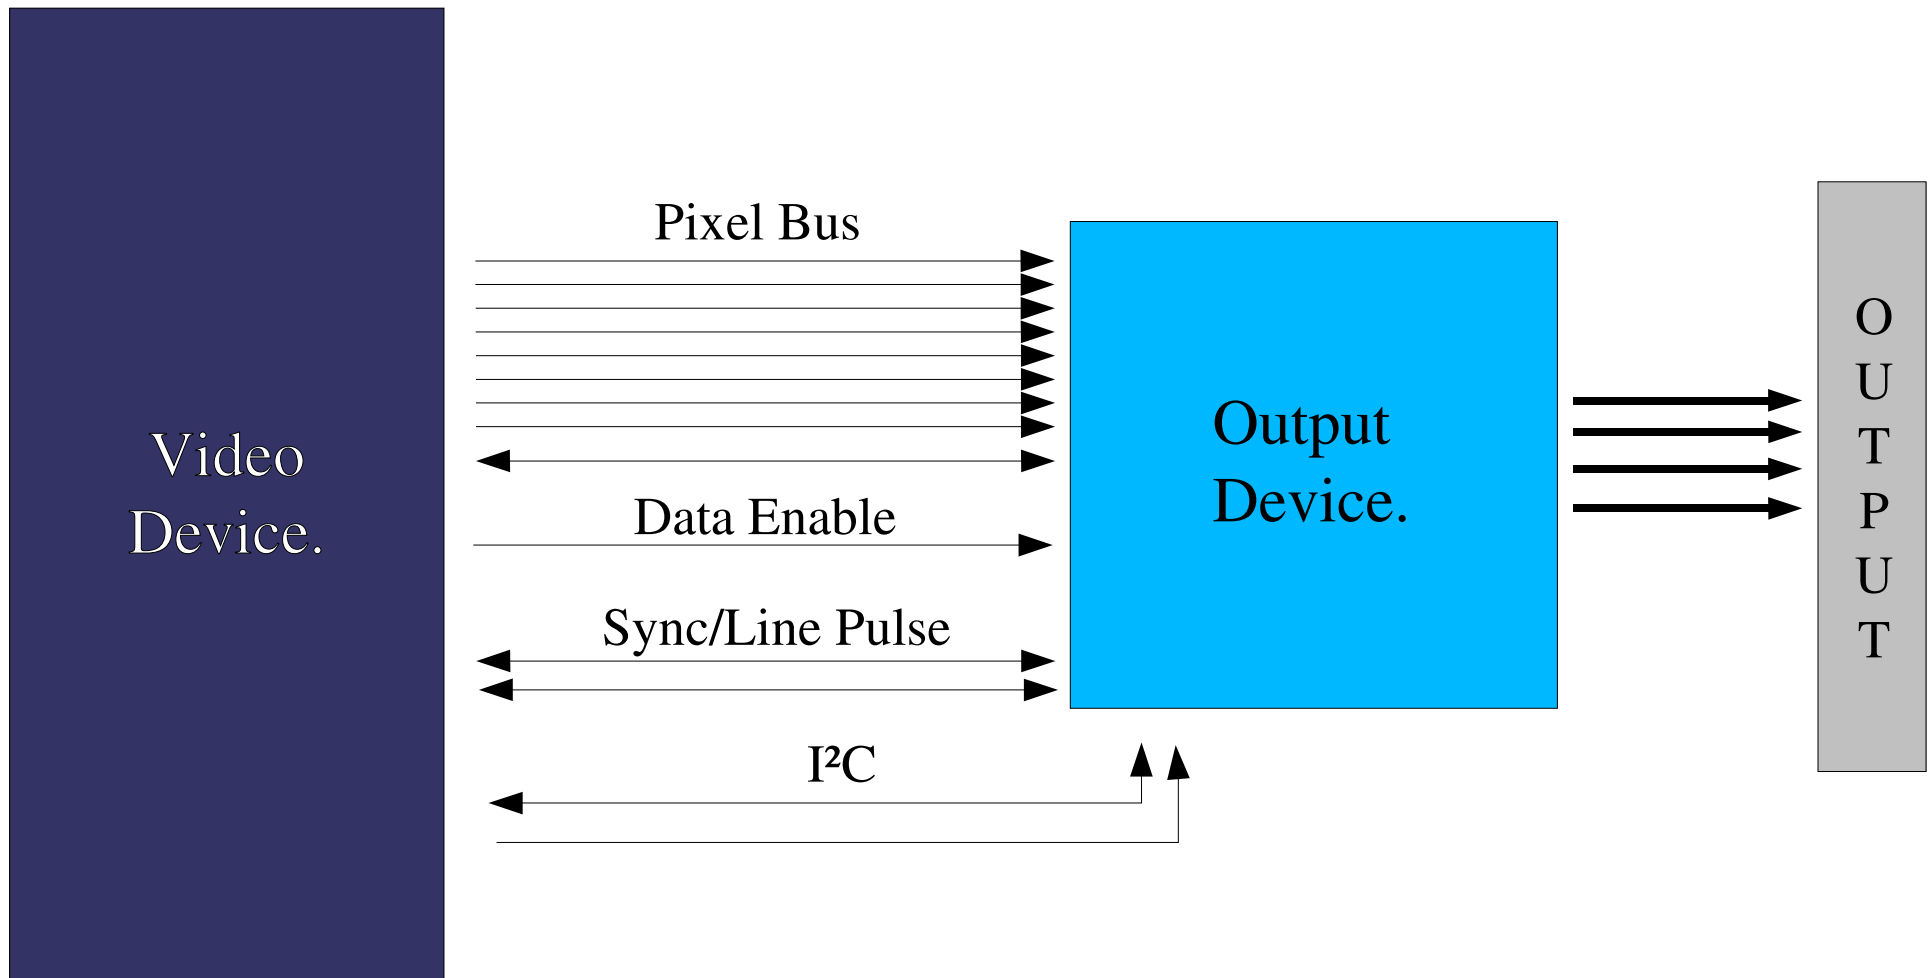 Video
Device.
Pixel Bus
Data Enable
Sync/Line Pulse
I²C
Output
Device.
O
U
T
P
U
T